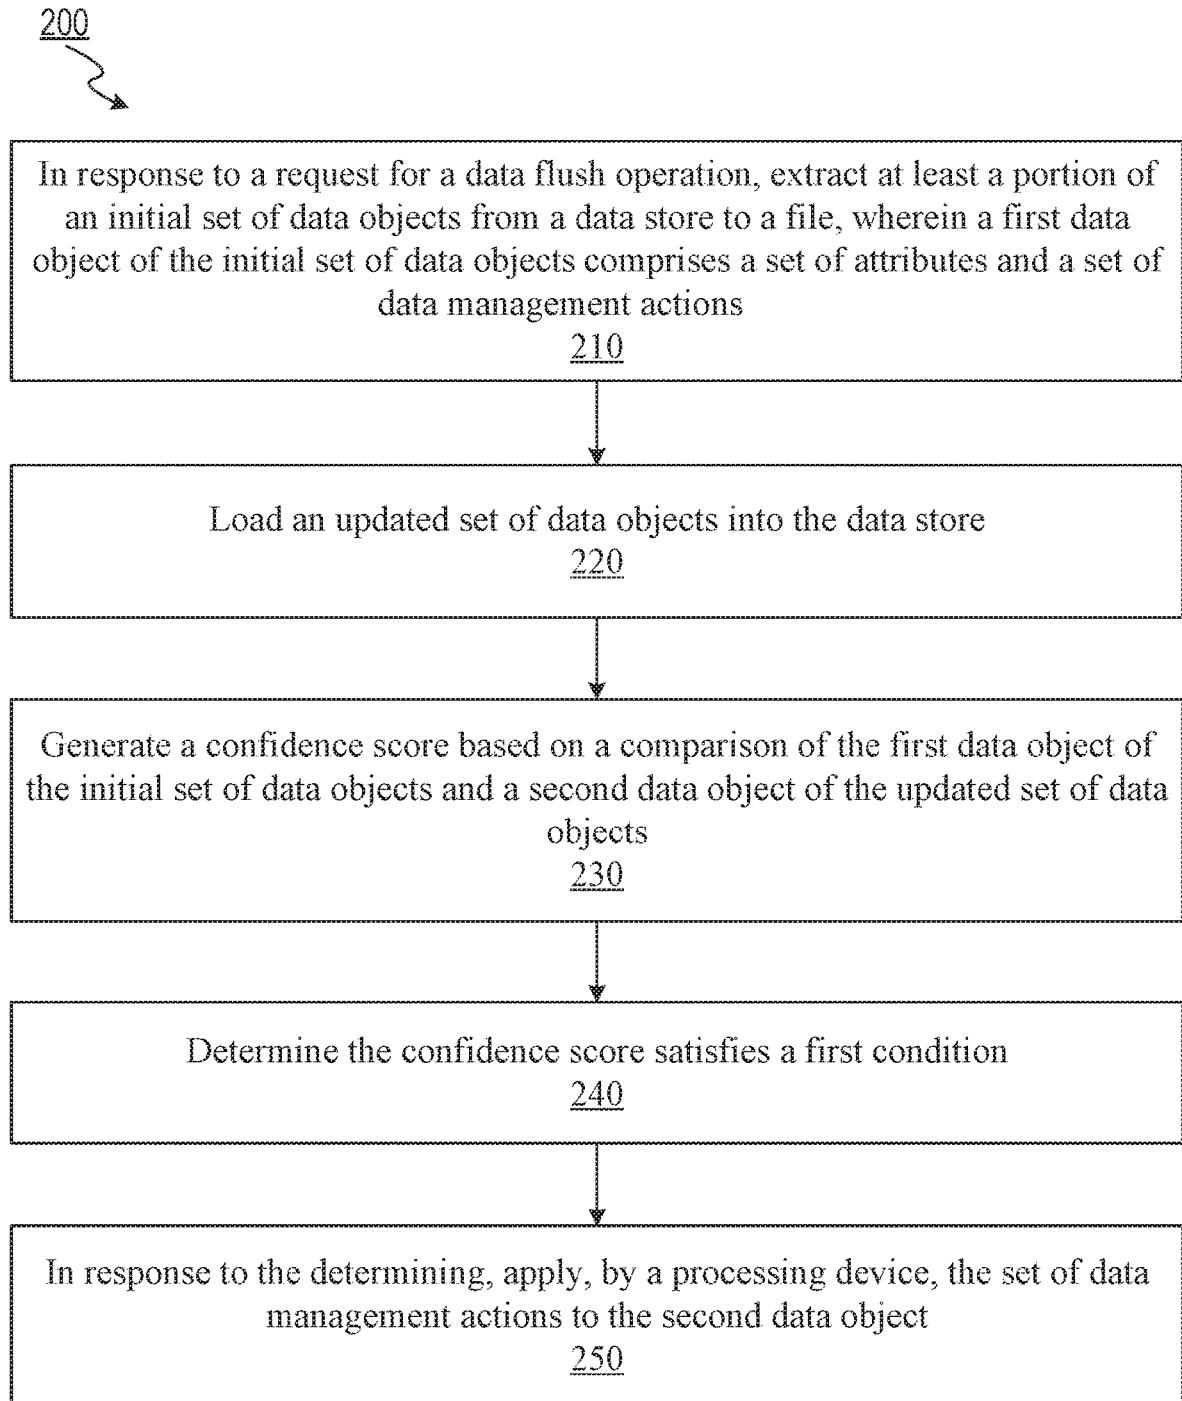 200
In response to a request for a data flush operation, extract at least a portion of
an initial set of data objects from a data store to a file, wherein a first data
object of the initial set of data objects comprises a set of attributes and a set of
data management actions
210
Load an updated set of data objects into the data store
220
Generate a confidence score based on a comparison of the first data object of
the initial set of data objects and a second data object of the updated set of data
objects
230
Determine the confidence score satisfies a first condition
240
In response to the determining, apply, by a processing device, the set of data
management actions to the second data object
250